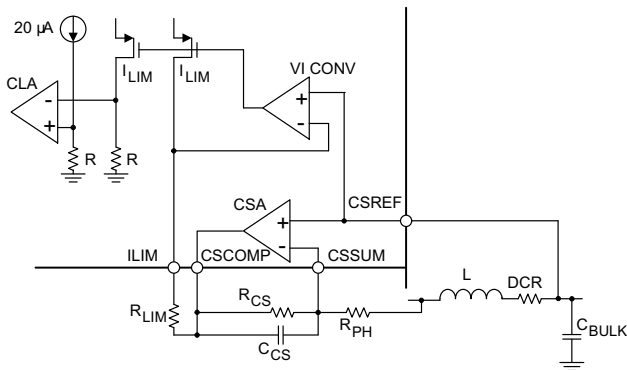 20 µA
CLA
-
+
R
R
I_LIM
I_LIM
VI CONV
+
-
CSA
+
-
CSREF
ILIM
CSCOMP
CSSUM
R_LIM
R_CS
C_CS
R_PH
L
DCR
C_BULK